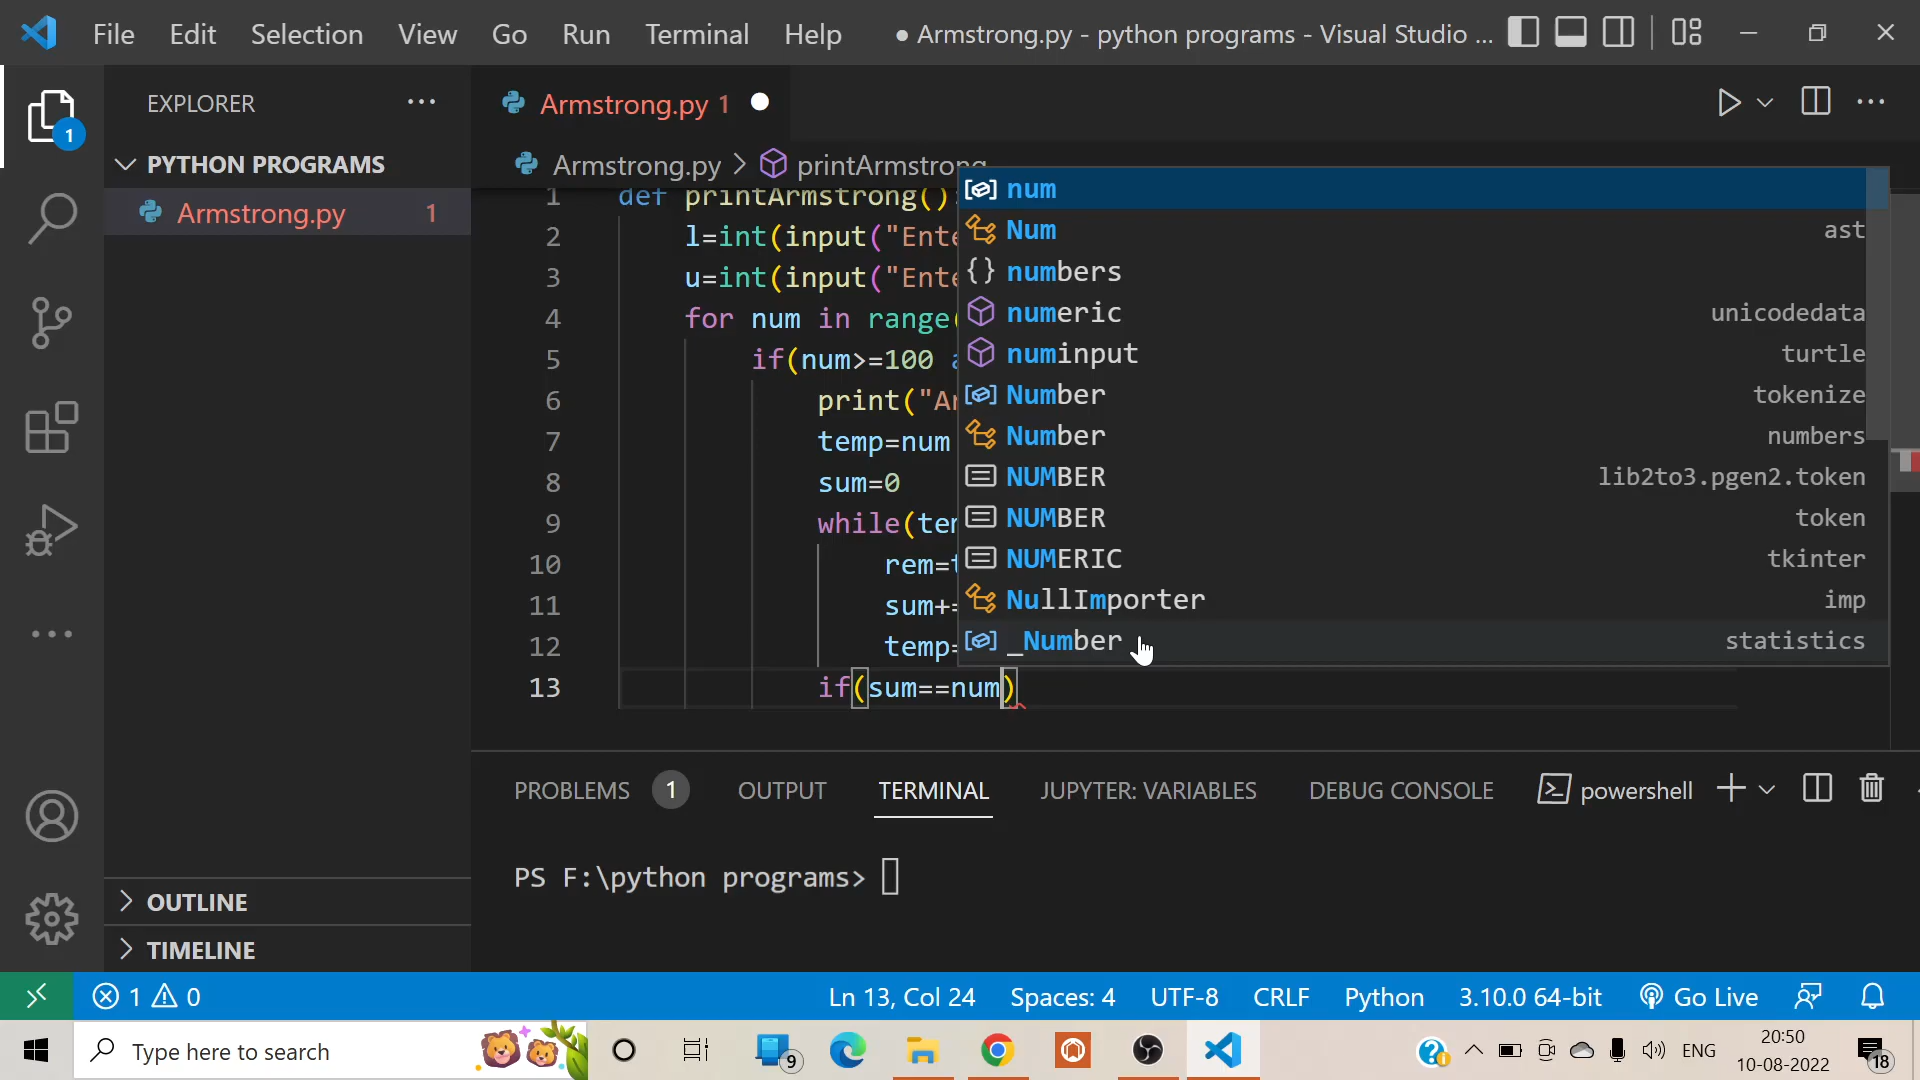 File Edit Selection View Go Run Terminal Help ● Armstrong.py - python programs - Visual Studio ...
EXPLORER ···
Armstrong.py 1
1
PYTHON PROGRAMS
Armstrong.py > printArmstrong
Armstrong.py 1
1 def printArmstrong():
2 l=int(input("Ente
3 u=int(input("Ente
4 for num in range(
5 if(num>=100 a
6 print("Ar
7 temp=num
8 sum=0
9 while(tem
10 rem=t
11 sum+=
12 temp=
13 if(sum==num)
num
Num ast
numbers
numeric unicodedata
numinput turtle
Number tokenize
Number numbers
NUMBER lib2to3.pgen2.token
NUMBER token
NUMERIC tkinter
NullImporter imp
_Number statistics
PROBLEMS 1 OUTPUT TERMINAL JUPYTER: VARIABLES DEBUG CONSOLE powershell
PS F:\python programs>
OUTLINE
TIMELINE
1 0 Ln 13, Col 24 Spaces: 4 UTF-8 CRLF Python 3.10.0 64-bit Go Live
Type here to search
9
ENG
20:50
10-08-2022
18